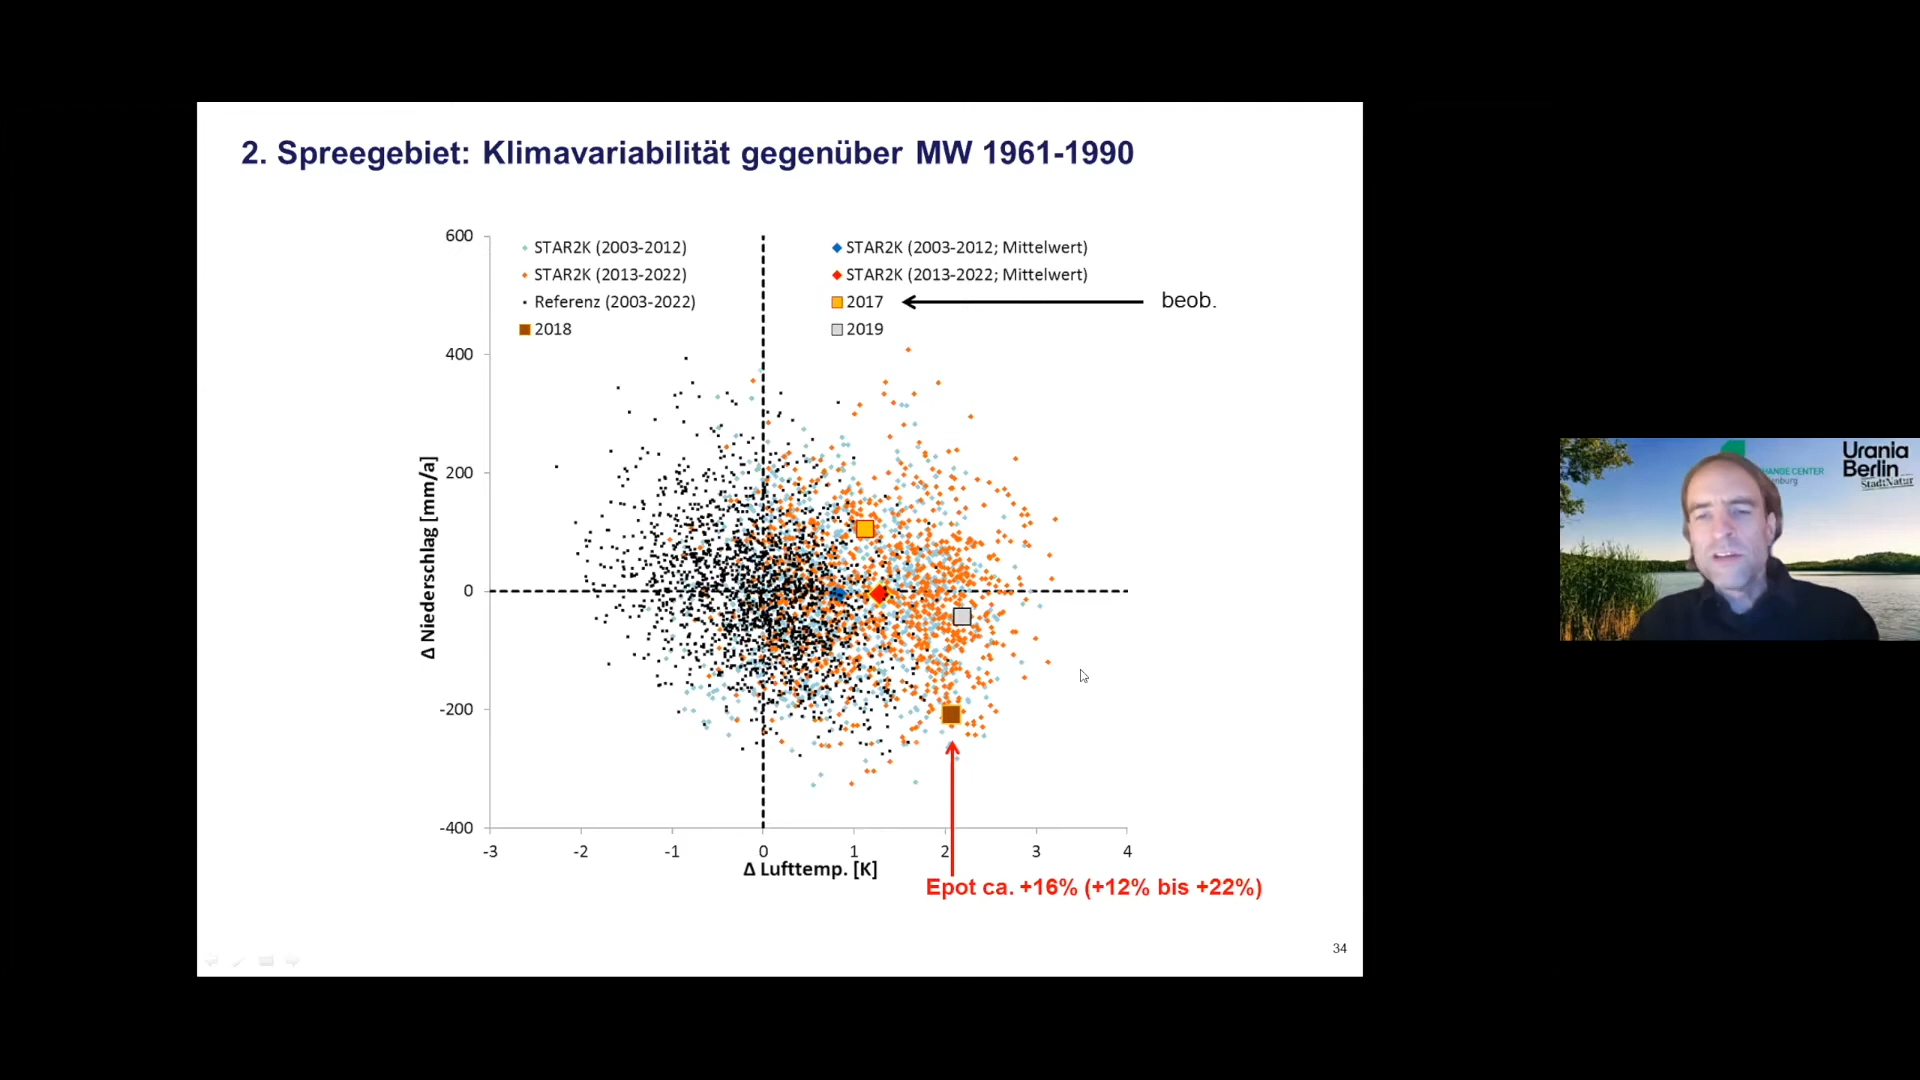 2. Spreegebiet: Klimavariabilität gegenüber MW 1961-1990
600
STAR2K (2003-2012)
STAR2K (2003-2012; Mittelwert)
STAR2K (2013-2022)
STAR2K (2013-2022; Mittelwert)
Referenz (2003-2022)
2017
beob.
2018
2019
400
200
0
-200
-400
Δ Niederschlag [mm/a]
-3 -2 -1 0 1 2 3 4
Δ Lufttemp. [K]
Epot ca. +16% (+12% bis +22%)
34
Urania
Berlin
StadtNatur
CENTER